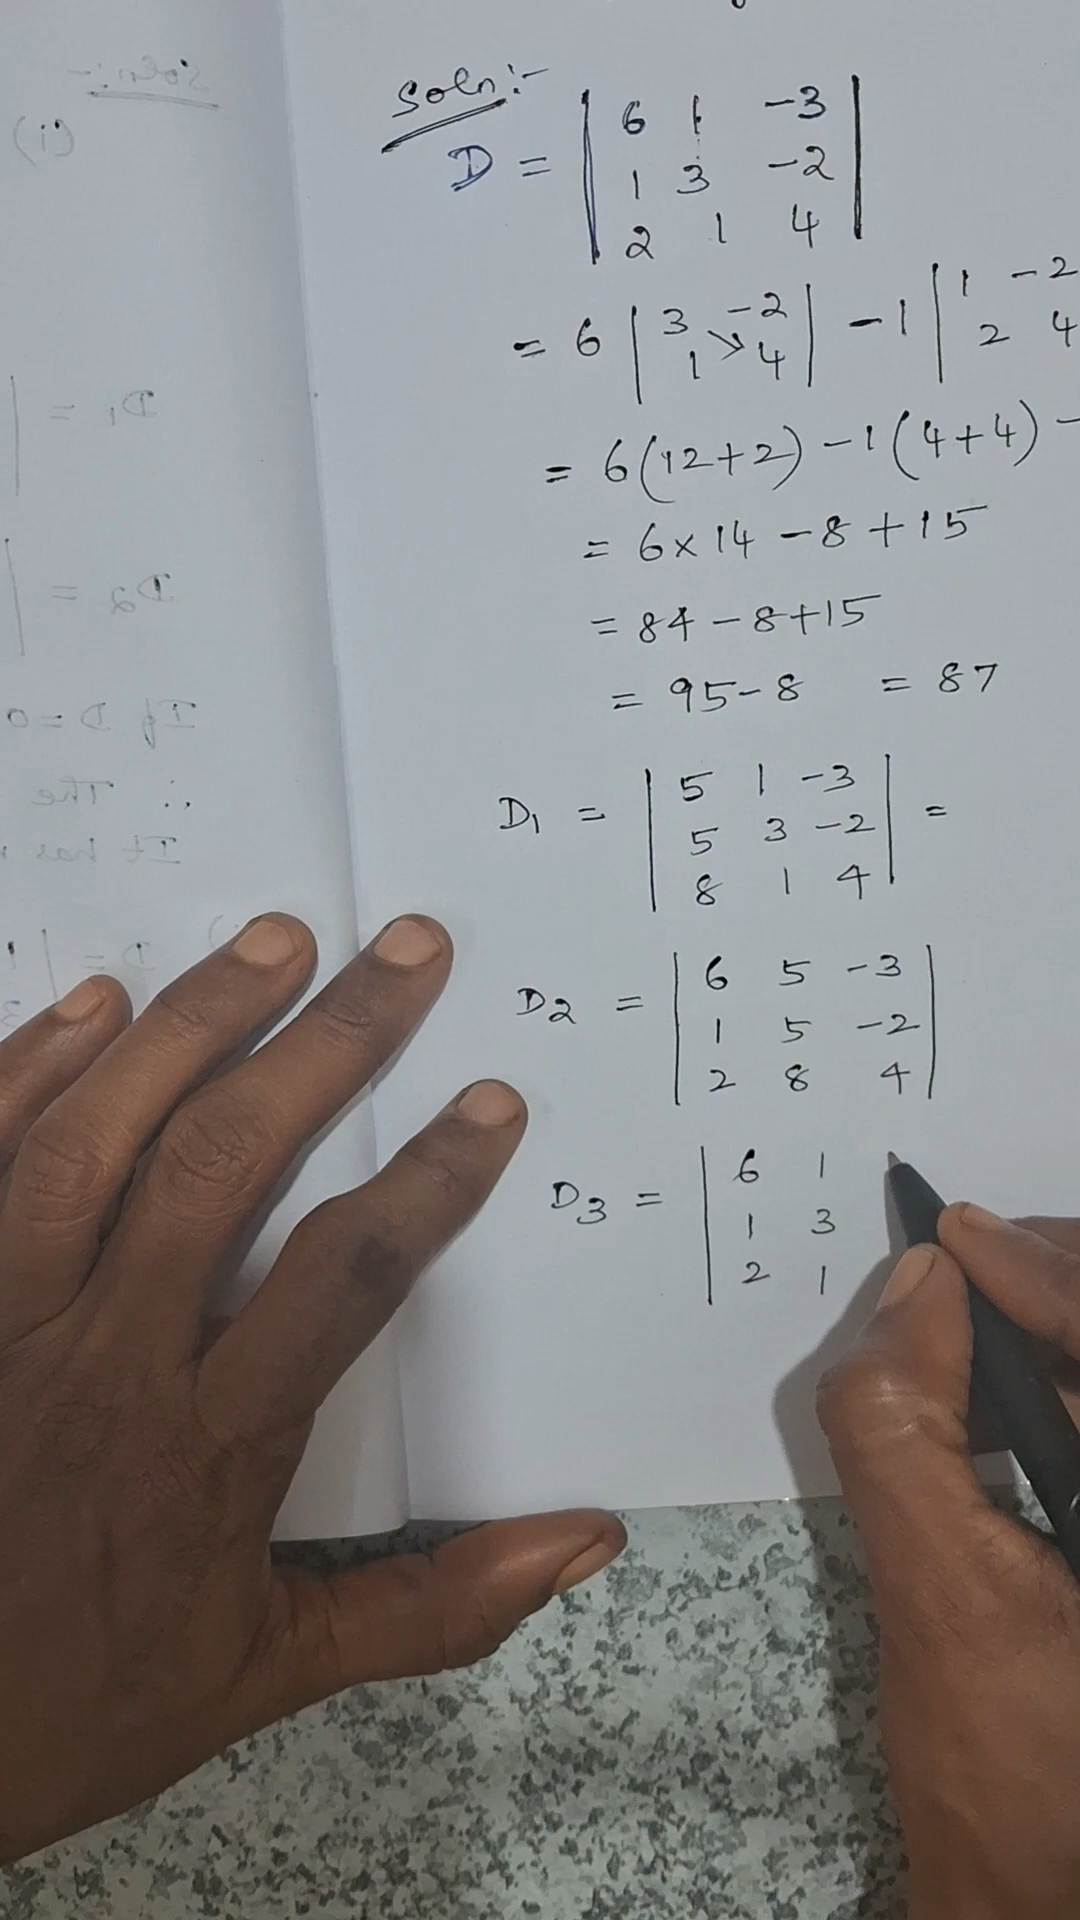 Soln:-
D = | 6 1 -3 |
| 1 3 -2 |
| 2 1 4 |
= 6 | 3 -2 | -1 | 1 -2
| 1 4 | | 2 4
= 6(12+2) -1(4+4) -
= 6×14 -8 +15
= 84 -8+15
= 95-8 = 87
D1 = | 5 1 -3 | =
| 5 3 -2 |
| 8 1 4 |
D2 = | 6 5 -3 |
| 1 5 -2 |
| 2 8 4 |
D3 = | 6 1
| 1 3
| 2 1